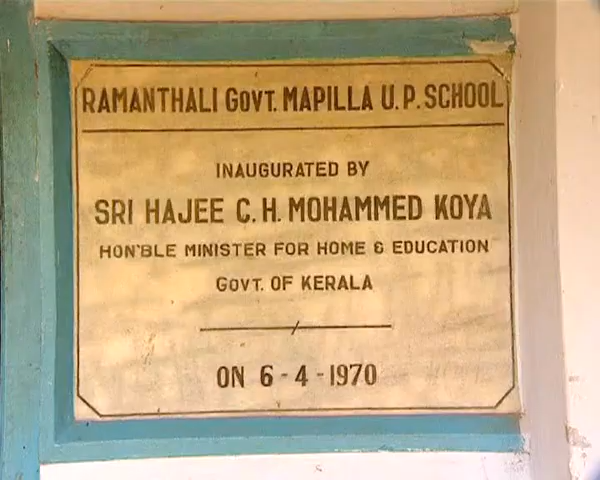 RAMANTHALI GOVT. MAPILLA U.P. SCHOOL
INAUGURATED BY
SRI HAJEE C. H. MOHAMMED KOYA
HON'BLE MINISTER FOR HOME & EDUCATION
GOVT. OF KERALA
ON 6-4-1970